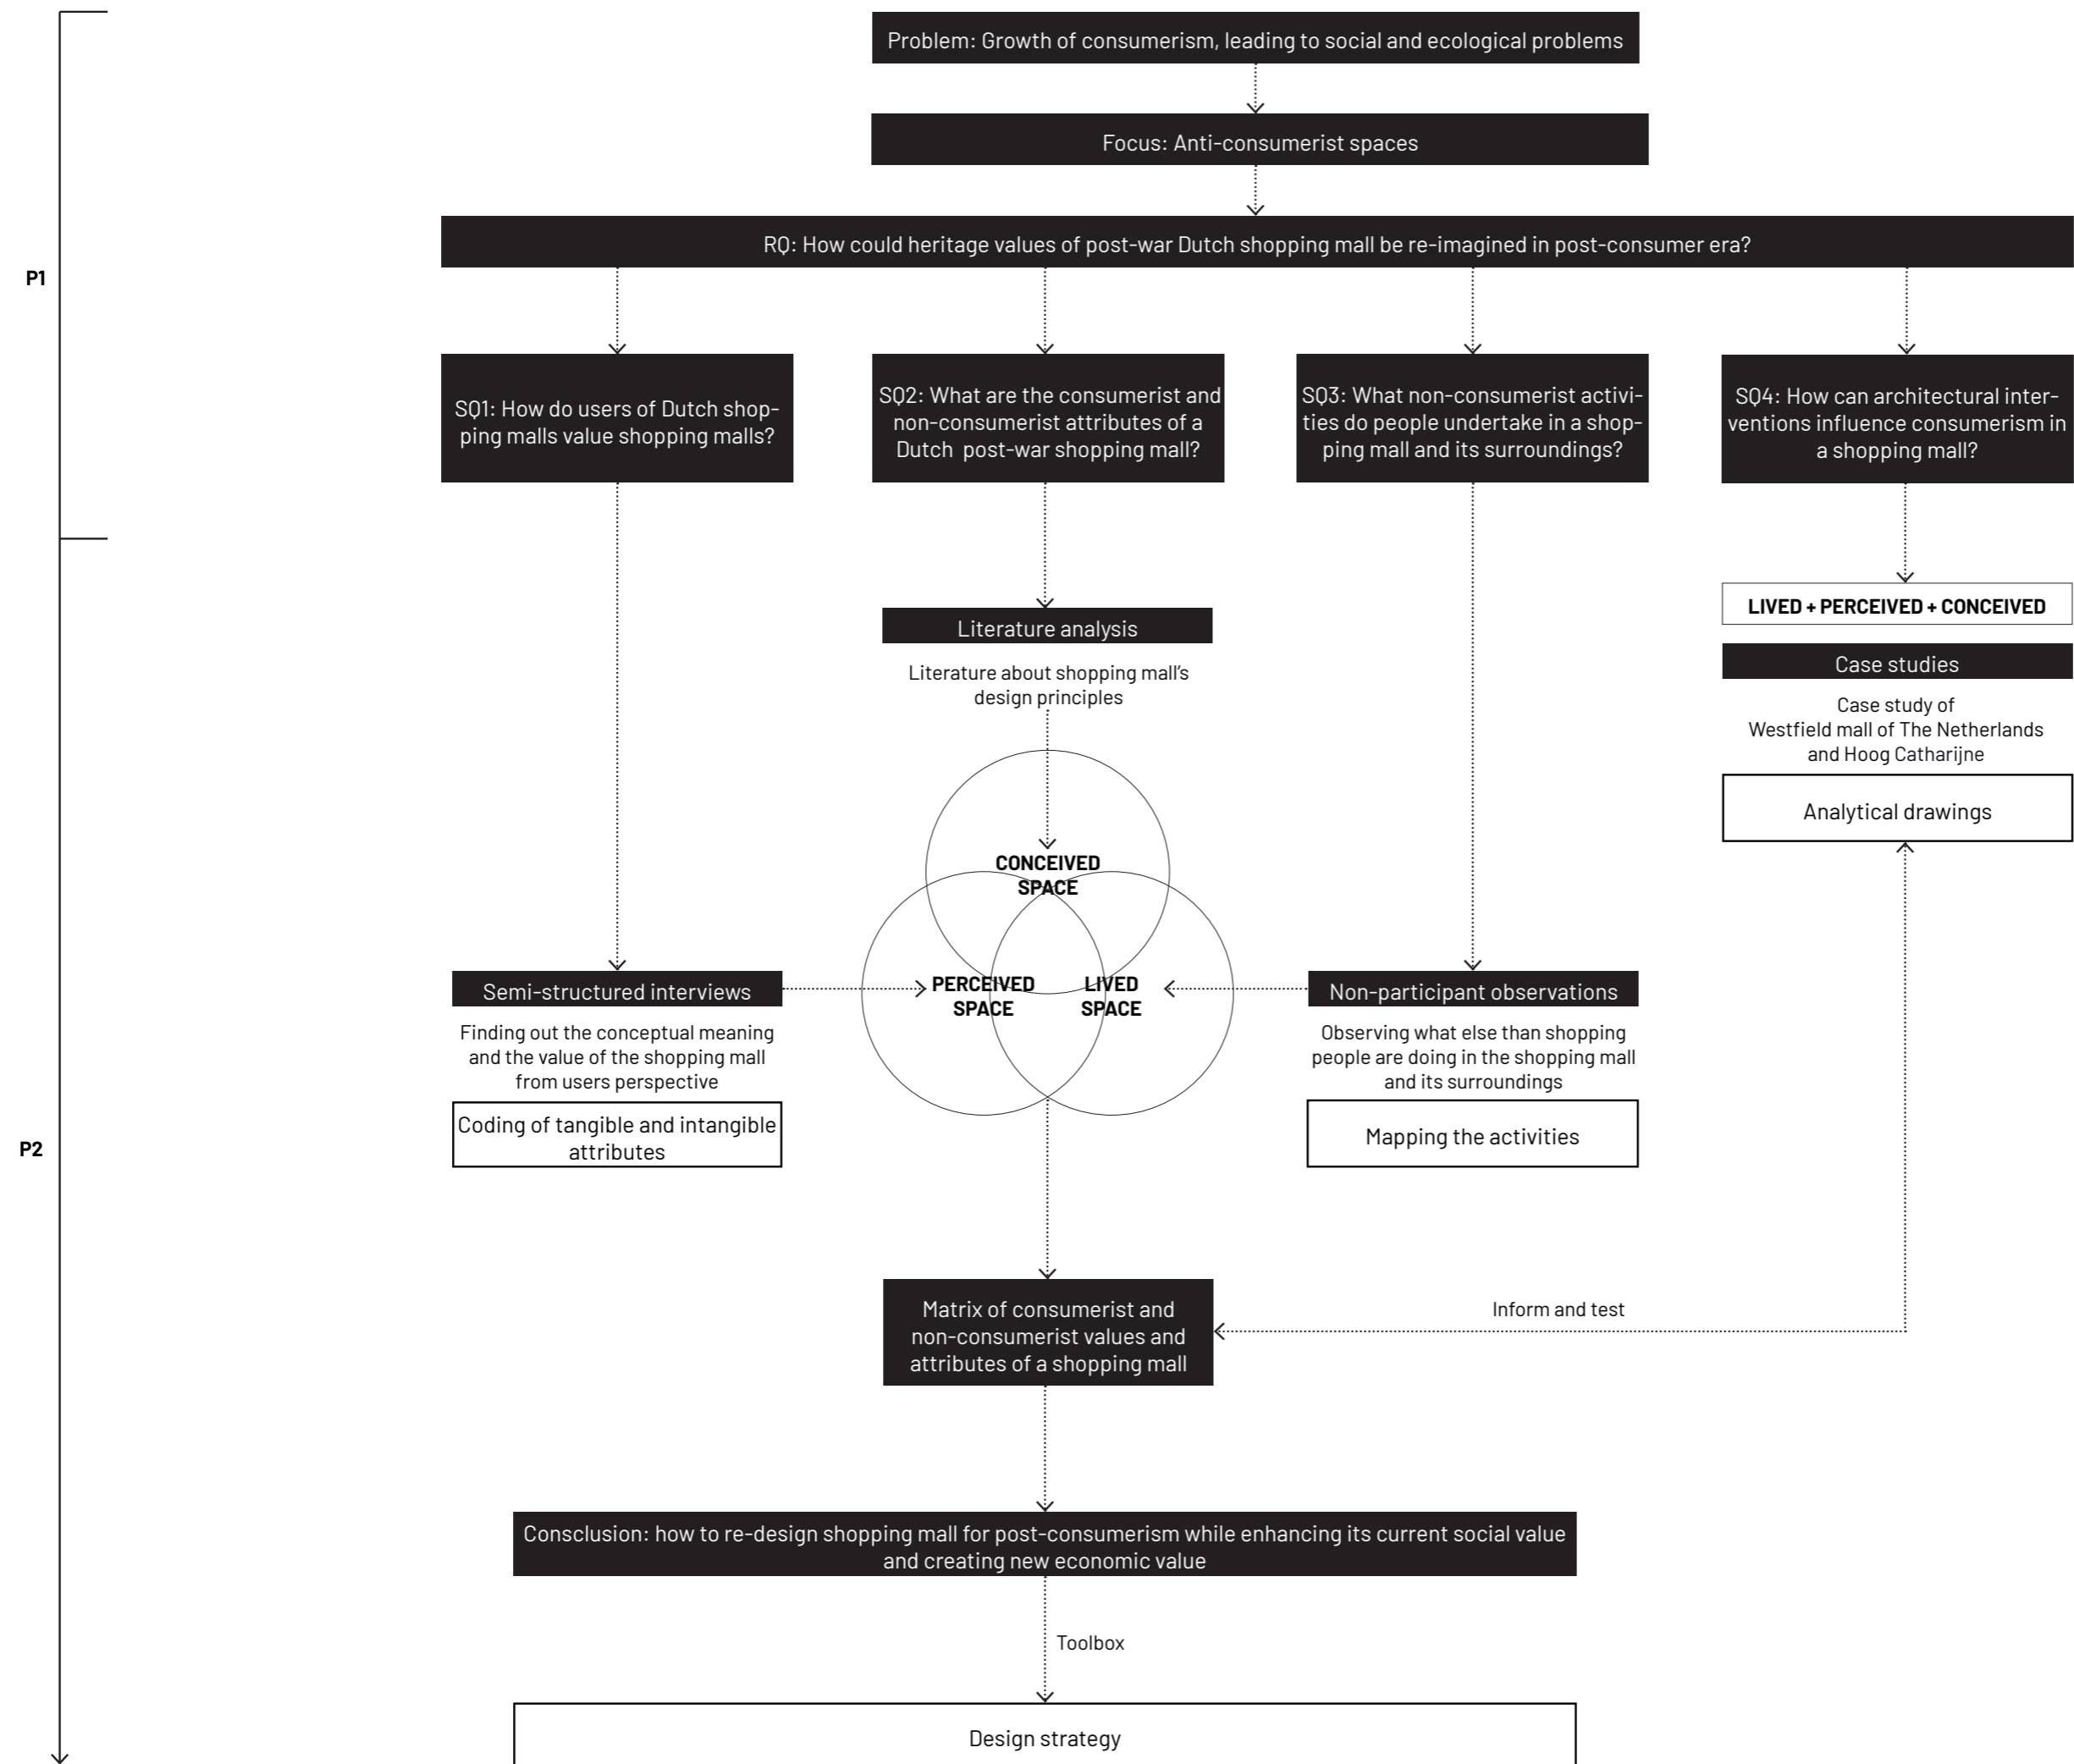 Problem: Growth of consumerism, leading to social and ecological problems
Focus: Anti-consumerist spaces
RQ: How could heritage values of post-war Dutch shopping mall be re-imagined in post-consumer era?
P1
SQ1: How do users of Dutch shop-
ping malls value shopping malls?
SQ2: What are the consumerist and
non-consumerist attributes of a
Dutch post-war shopping mall?
SQ3: What non-consumerist activi-
ties do people undertake in a shop-
ping mall and its surroundings?
SQ4: How can architectural inter-
ventions influence consumerism in
a shopping mall?
LIVED + PERCEIVED + CONCEIVED
Literature analysis
Literature about shopping mall's
design principles
Case studies
Case study of
Westfield mall of The Netherlands
and Hoog Catharijne
Analytical drawings
CONCEIVED
SPACE
PERCEIVED
SPACE
LIVED
SPACE
Semi-structured interviews
Finding out the conceptual meaning
and the value of the shopping mall
from users perspective
Coding of tangible and intangible
attributes
Non-participant observations
Observing what else than shopping
people are doing in the shopping mall
and its surroundings
Mapping the activities
P2
Matrix of consumerist and
non-consumerist values and
attributes of a shopping mall
Inform and test
Consclusion: how to re-design shopping mall for post-consumerism while enhancing its current social value
and creating new economic value
Toolbox
Design strategy